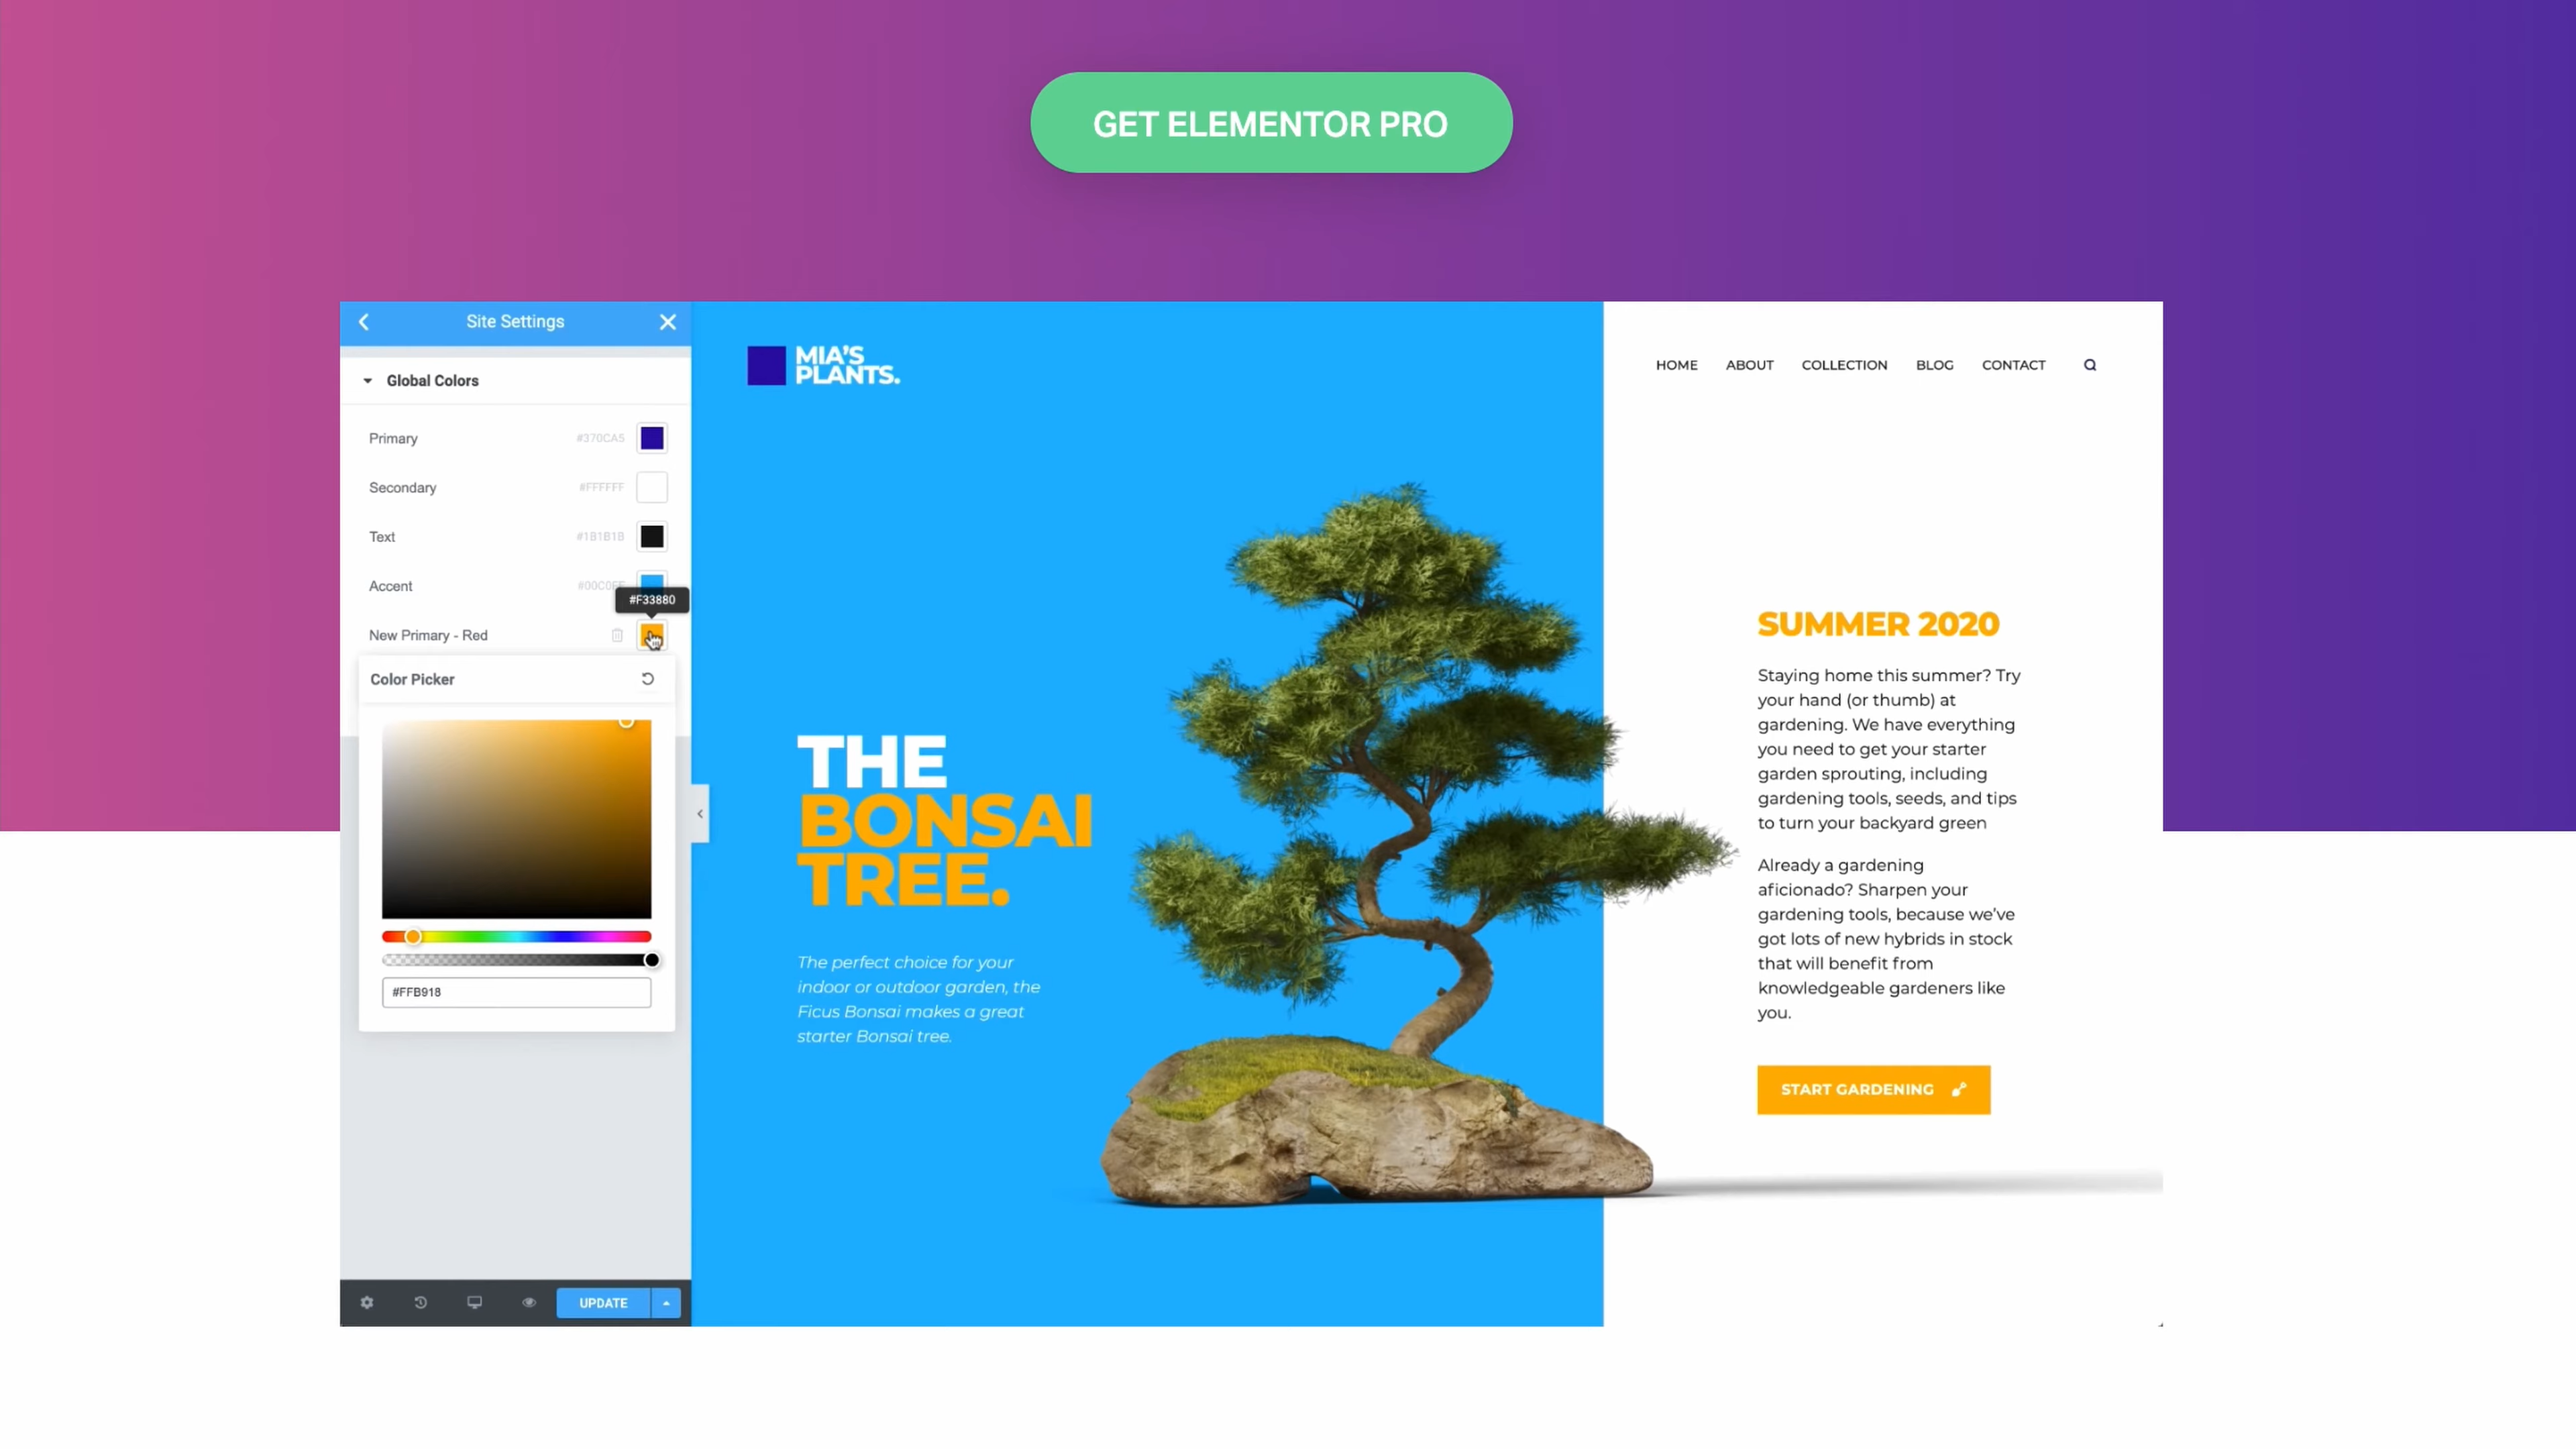 GET ELEMENTOR PRO
Site Settings
Global Colors
Primary #370CA5
Secondary #FFFFFF
Text #1B1B1B
Accent
#F33880
New Primary - Red
Color Picker
#FFB918
UPDATE
MIA'S
PLANTS.
THE
BONSAI
TREE.
The perfect choice for your
indoor or outdoor garden, the
Ficus Bonsai makes a great
starter Bonsai tree.
HOME ABOUT COLLECTION BLOG CONTACT
SUMMER 2020
Staying home this summer? Try
your hand (or thumb) at
gardening. We have everything
you need to get your starter
garden sprouting, including
gardening tools, seeds, and tips
to turn your backyard green
Already a gardening
aficionado? Sharpen your
gardening tools, because we've
got lots of new hybrids in stock
that will benefit from
knowledgeable gardeners like
you.
START GARDENING